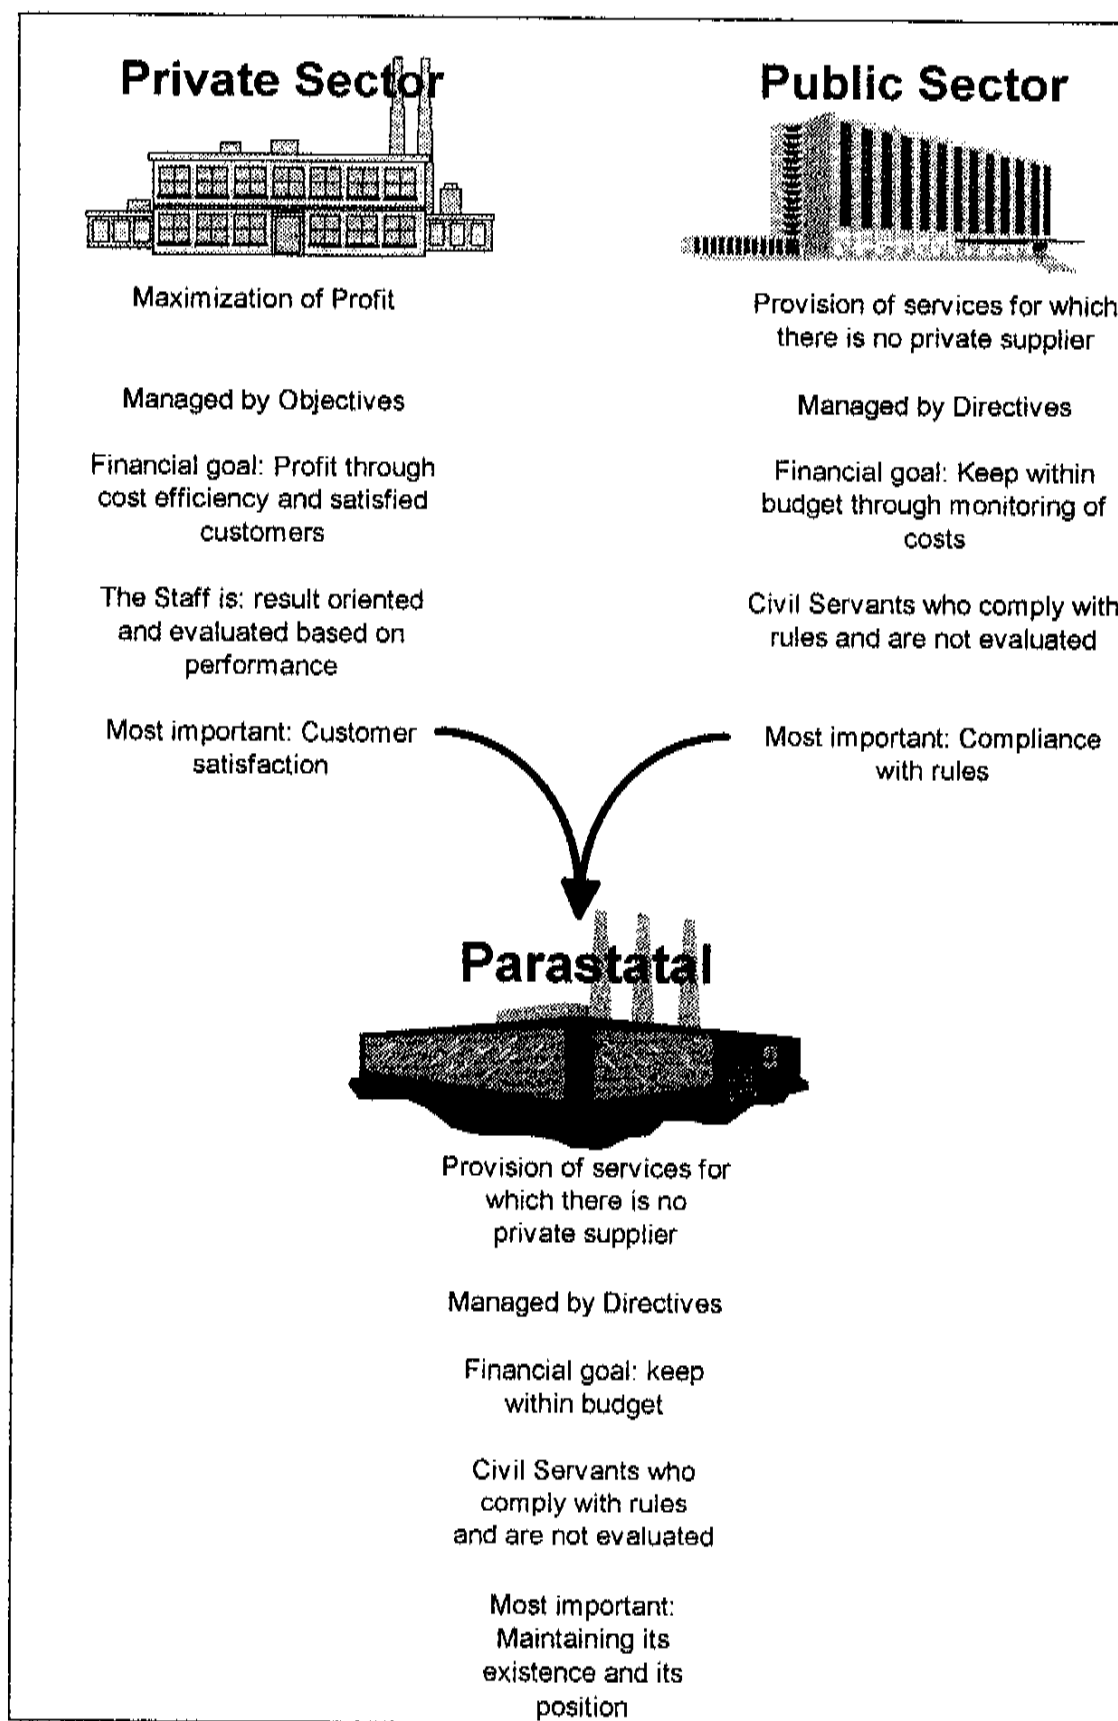 Private Sector
Maximization of Profit
Managed by Objectives
Financial goal: Profit through
cost efficiency and satisfied
customers
The Staff is: result oriented
and evaluated based on
performance
Most important: Customer
satisfaction
Public Sector
Provision of services for which
there is no private supplier
Managed by Directives
Financial goal: Keep within
budget through monitoring of
costs
Civil Servants who comply with
rules and are not evaluated
Most important: Compliance
with rules
Parastatal
Provision of services for
which there is no
private supplier
Managed by Directives
Financial goal: keep
within budget
Civil Servants who
comply with rules
and are not evaluated
Most important:
Maintaining its
existence and its
position